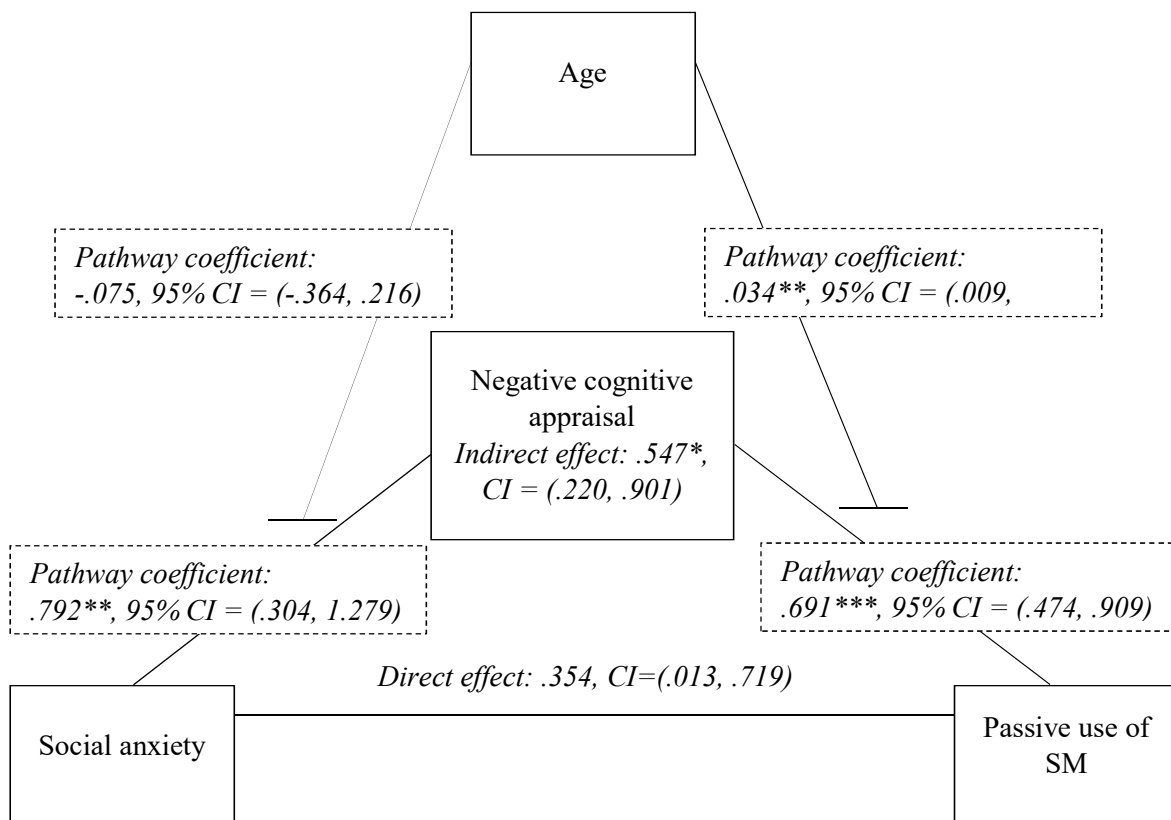 Age
Pathway coefficient:
-.075, 95% CI = (-.364, .216)
Pathway coefficient:
.034**, 95% CI = (.009,
Negative cognitive
appraisal
Indirect effect: .547*,
CI = (.220, .901)
Pathway coefficient:
.792**, 95% CI = (.304, 1.279)
Pathway coefficient:
.691***, 95% CI = (.474, .909)
Direct effect: .354, CI=(.013, .719)
Social anxiety
Passive use of
SM